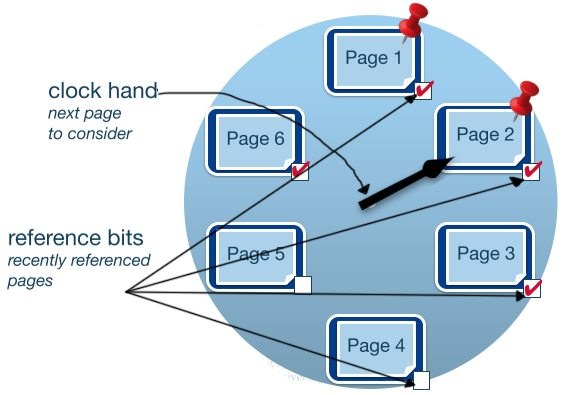 Page 1
clock hand
next page
to consider
Page 2
Page 6
reference bits
recently referenced
pages
Page 5
Page 3
Page 4